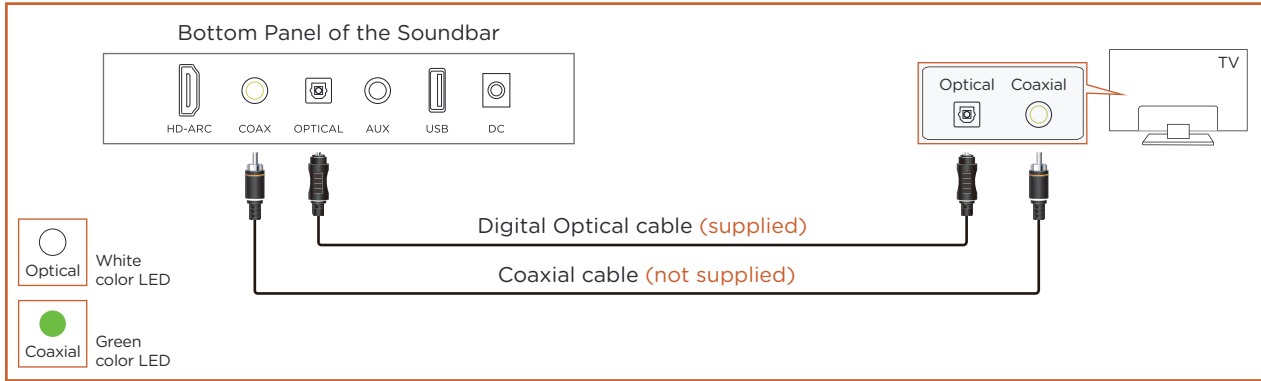 Bottom Panel of the Soundbar
HD-ARC COAX OPTICAL AUX USB DC
TV
Optical Coaxial
Digital Optical cable (supplied)
Coaxial cable (not supplied)
Optical
White
color LED
Coaxial
Green
color LED